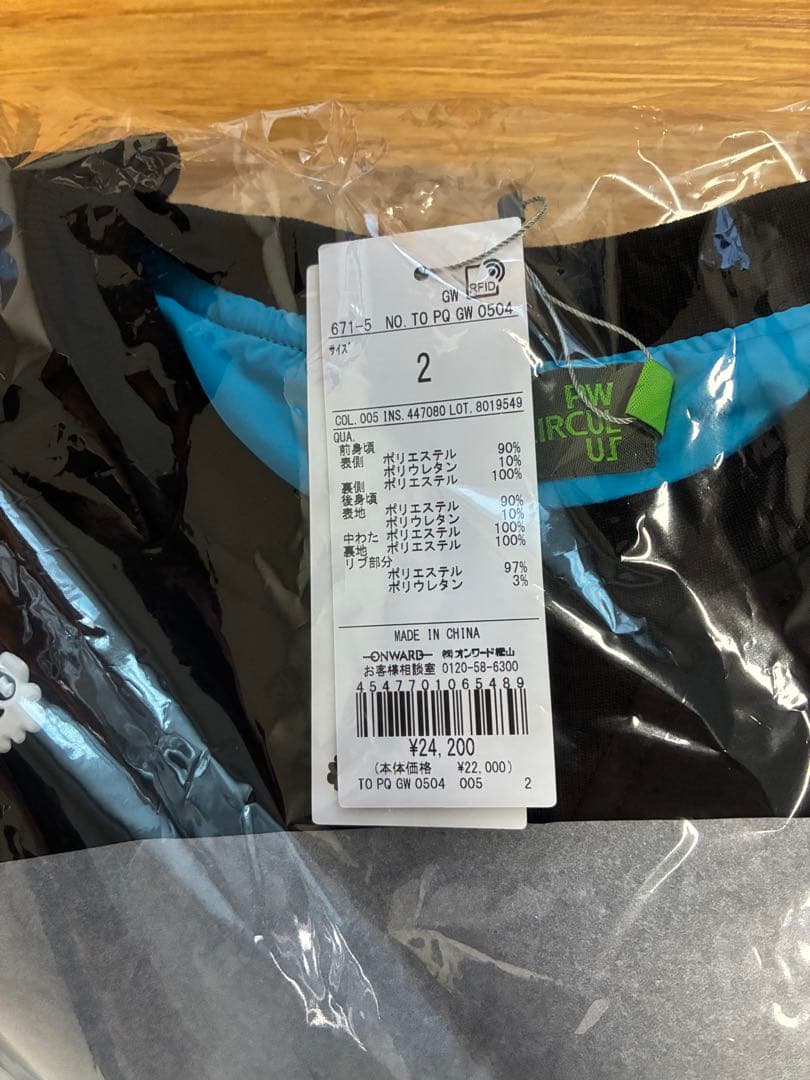 GW RFID
671-5 NO. TO PQ GW 0504
サイズ
2
COL. 005 INS. 447080 LOT. 8019549
QUA.
前身頃
表側 ポリエステル 90%
ポリウレタン 10%
裏側 ポリエステル 100%
後身頃
表地 ポリエステル 90%
ポリウレタン 10%
中わた ポリエステル 100%
裏地 ポリエステル 100%
リブ部分
ポリエステル 97%
ポリウレタン 3%
MADE IN CHINA
ONWARD ㈱オンワード樫山
お客様相談室 0120-58-6300
4547701065489
¥24,200
(本体価格 ¥22,000)
TO PQ GW 0504 005 2